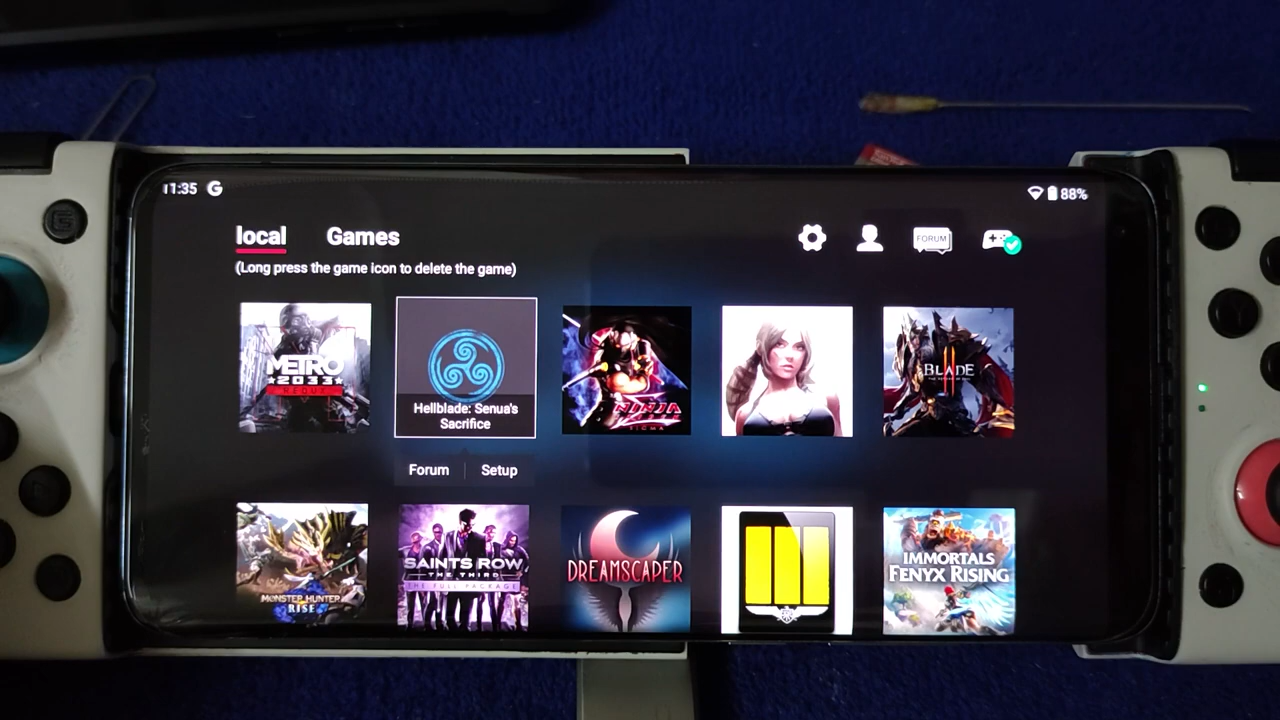 11:35 G
88%
local Games
FORUM
(Long press the game icon to delete the game)
METRO
2033
REDUX
Hellblade: Senua's
Sacrifice
NINJA
SIGMA
BLADE
II
Forum Setup
MONSTER HUNTER
RISE
SAINTS ROW
THE THIRD
THE FULL PACKAGE
DREAMSCAPER
IMMORTALS
FENYX RISING